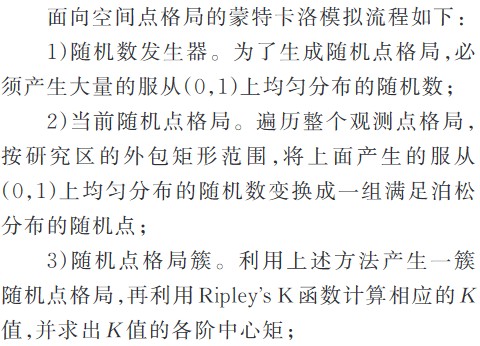 面向空间点格局的蒙特卡洛模拟流程如下：
1)随机数发生器。为了生成随机点格局,必
须产生大量的服从(0,1)上均匀分布的随机数；
2)当前随机点格局。遍历整个观测点格局,
按研究区的外包矩形范围,将上面产生的服从
(0,1)上均匀分布的随机数变换成一组满足泊松
分布的随机点；
3)随机点格局簇。利用上述方法产生一簇
随机点格局,再利用Ripley's K函数计算相应的K
值,并求出K值的各阶中心矩；